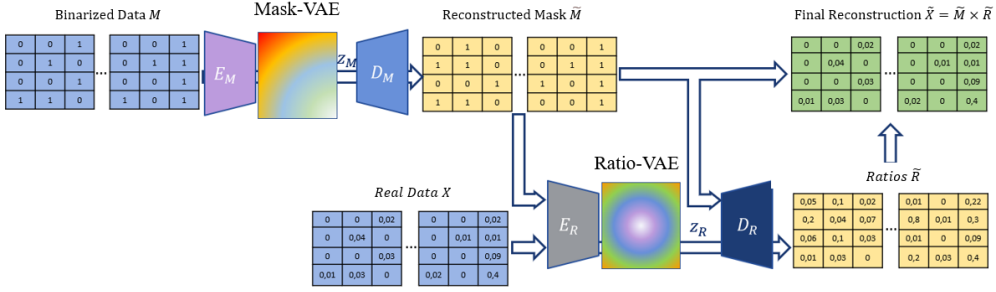 Mask-VAE
Binarized Data M
Reconstructed Mask M̃
Final Reconstruction X̃ = M̃ × R̃
0 0 1 0 0 1
0 1 0 0 1 1
0 0 1 0 0 1
1 1 0 1 0 1
...
E_M
z_M
D_M
0 1 1 0 0 1
1 1 0 0 1 0
0 0 1 1 0 1
1 1 0 1 0 1
...
0 0 0,02 0 0 0,02
0 0,04 0 0 0,01 0,01
0 0 0,03 0 0 0,09
0,01 0,03 0 0,02 0 0,4
...
Ratio-VAE
Real Data X
Ratios R̃
0 0 0,02 0 0 0,02
0 0,04 0 0 0,01 0,01
0 0 0,03 0 0 0,09
0,01 0,03 0 0,02 0 0,4
...
E_R
z_R
D_R
0,05 0,1 0,02 0,01 0 0,22
0,2 0,04 0,07 0,8 0,01 0,3
0,06 0,1 0,03 0,01 0 0,09
0,01 0,03 0 0,2 0,03 0,4
...